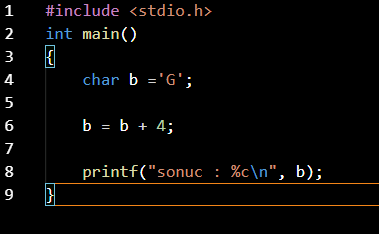 1 #include <stdio.h>
2 int main()
3 {
4     char b ='G';
5
6     b = b + 4;
7
8     printf("sonuc : %c\n", b);
9 }